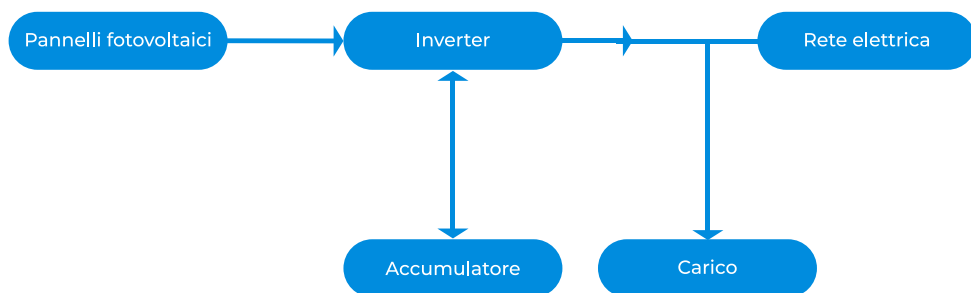 Pannelli fotovoltaici
Inverter
Rete elettrica
Accumulatore
Carico